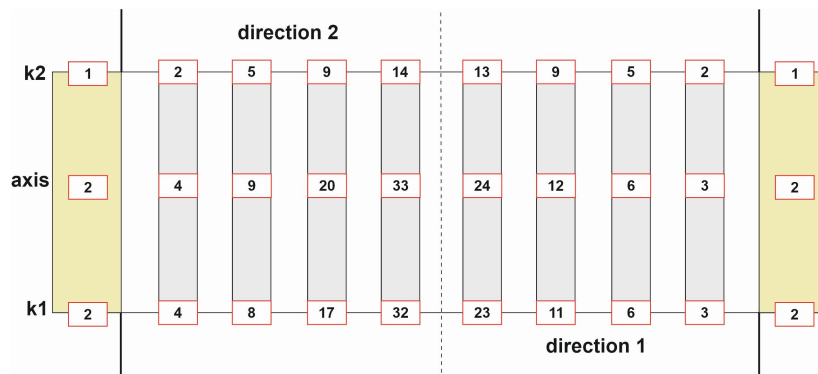 direction 2
k2 1 2 5 9 14 13 9 5 2 1
axis 2 4 9 20 33 24 12 6 3 2
k1 2 4 8 17 32 23 11 6 3 2
direction 1